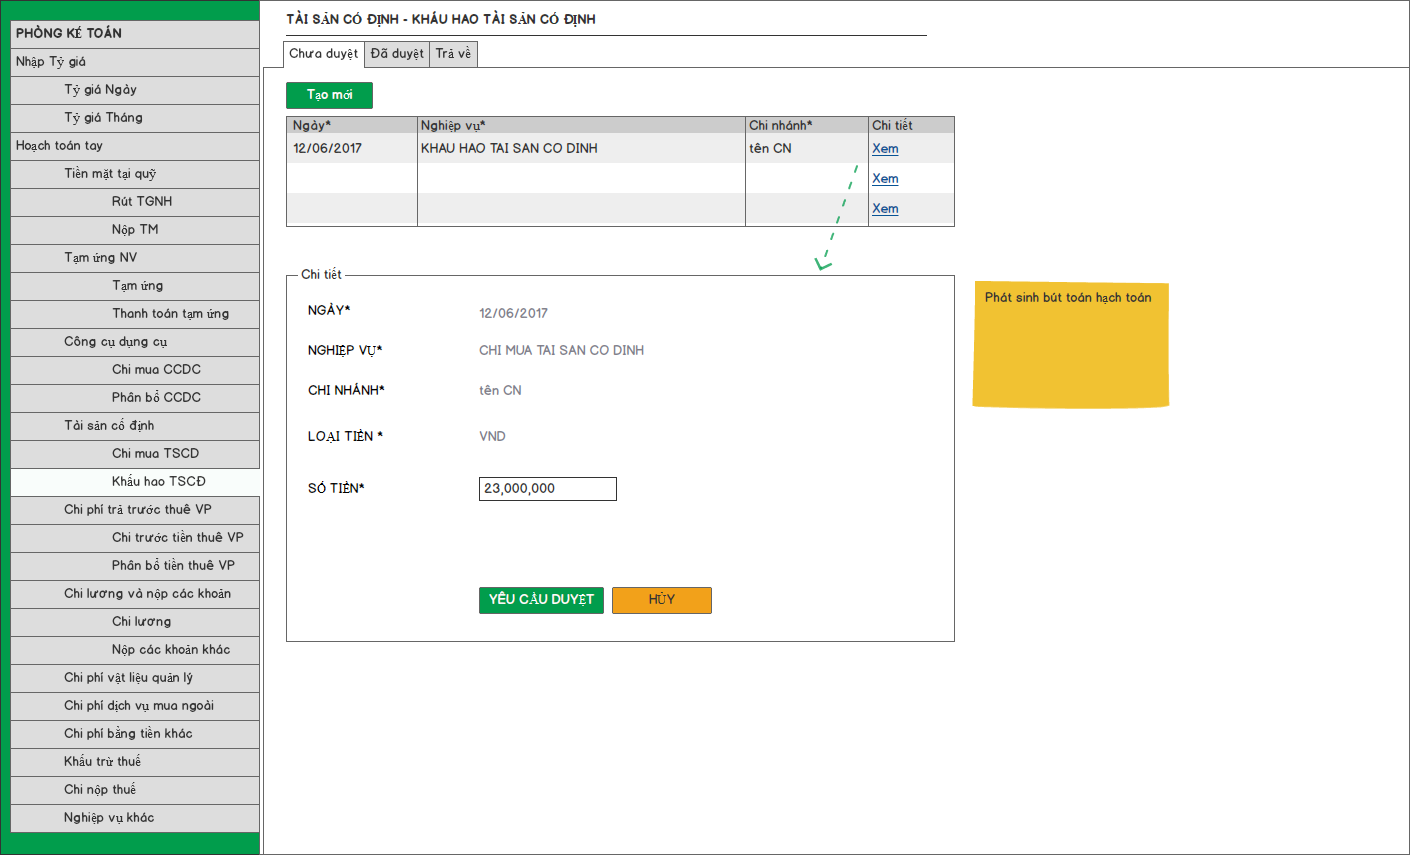 PHÒNG KẾ TOÁN
Nhập Tỷ giá
Tỷ giá Ngày
Tỷ giá Tháng
Hoạch toán tay
Tiền mặt tại quỹ
Rút TGNH
Nộp TM
Tạm ứng NV
Tạm ứng
Thanh toán tạm ứng
Công cụ dụng cụ
Chi mua CCDC
Phân bổ CCDC
Tài sản cố định
Chi mua TSCD
Khấu hao TSCĐ
Chi phí trả trước thuê VP
Chi trước tiền thuê VP
Phân bổ tiền thuê VP
Chi lương và nộp các khoản
Chi lương
Nộp các khoản khác
Chi phí vật liệu quản lý
Chi phí dịch vụ mua ngoài
Chi phí bằng tiền khác
Khấu trừ thuế
Chi nộp thuế
Nghiệp vụ khác
TÀI SẢN CỐ ĐỊNH - KHẤU HAO TÀI SẢN CỐ ĐỊNH
Chưa duyệt Đã duyệt Trả về
Tạo mới
Ngày* Nghiệp vụ* Chi nhánh* Chi tiết
12/06/2017 KHAU HAO TAI SAN CO DINH tên CN Xem
Xem
Xem
Chi tiết
NGÀY* 12/06/2017
NGHIỆP VỤ* CHI MUA TAI SAN CO DINH
CHI NHÁNH* tên CN
LOẠI TIỀN * VND
SỐ TIỀN* 23,000,000
YÊU CẦU DUYỆT HỦY
Phát sinh bút toán hạch toán